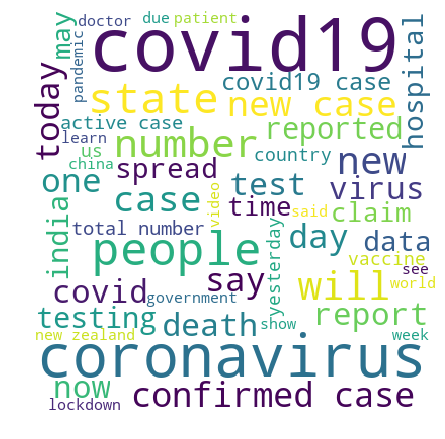 doctor due patient
covid19
may
pandemic
today
hospital
covid19 case
state new case
active case
number reported
learn
us
china
spread
country
new
one
case
test
virus
video
time
said
claim
india
total number
people
day data
yesterday
say
vaccine
see
covid
government
will
world
testing
death
show
report
new zealand
week
coronavirus
now
confirmed case
lockdown